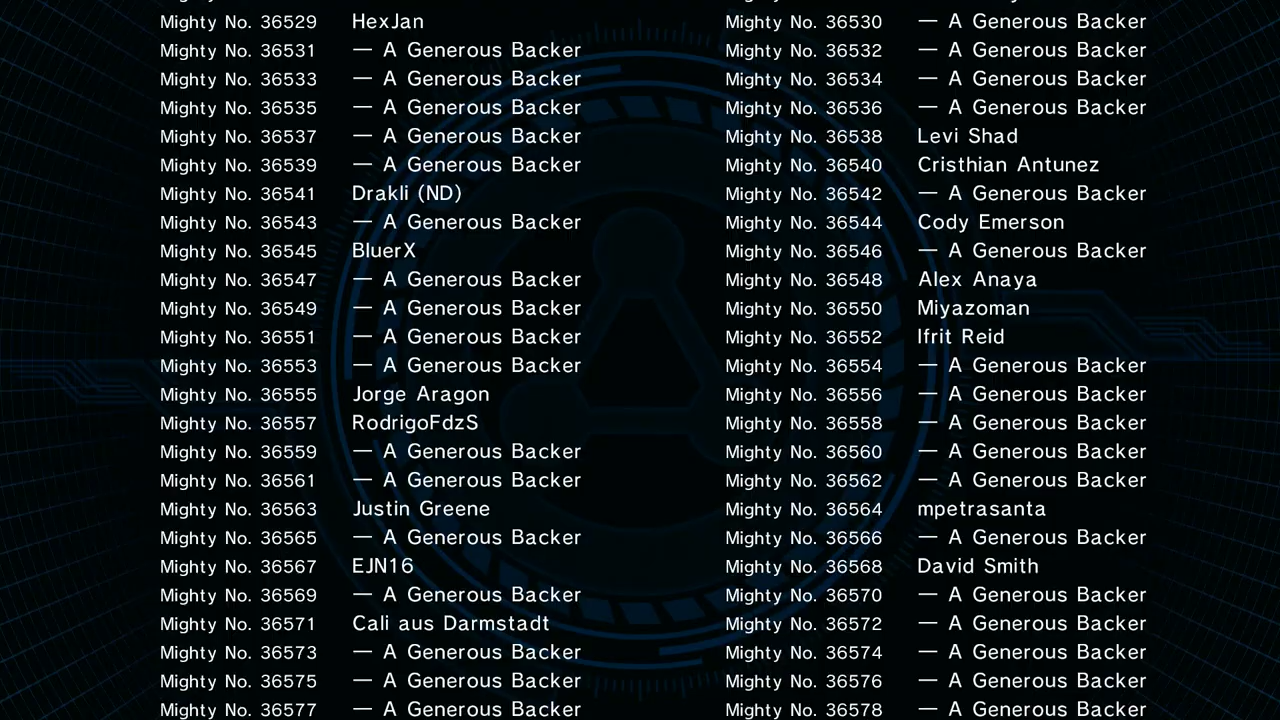 Mighty No. 36529 HexJan Mighty No. 36530 — A Generous Backer
Mighty No. 36531 — A Generous Backer Mighty No. 36532 — A Generous Backer
Mighty No. 36533 — A Generous Backer Mighty No. 36534 — A Generous Backer
Mighty No. 36535 — A Generous Backer Mighty No. 36536 — A Generous Backer
Mighty No. 36537 — A Generous Backer Mighty No. 36538 Levi Shad
Mighty No. 36539 — A Generous Backer Mighty No. 36540 Cristhian Antunez
Mighty No. 36541 Drakli (ND) Mighty No. 36542 — A Generous Backer
Mighty No. 36543 — A Generous Backer Mighty No. 36544 Cody Emerson
Mighty No. 36545 BluerX Mighty No. 36546 — A Generous Backer
Mighty No. 36547 — A Generous Backer Mighty No. 36548 Alex Anaya
Mighty No. 36549 — A Generous Backer Mighty No. 36550 Miyazoman
Mighty No. 36551 — A Generous Backer Mighty No. 36552 Ifrit Reid
Mighty No. 36553 — A Generous Backer Mighty No. 36554 — A Generous Backer
Mighty No. 36555 Jorge Aragon Mighty No. 36556 — A Generous Backer
Mighty No. 36557 RodrigoFdzS Mighty No. 36558 — A Generous Backer
Mighty No. 36559 — A Generous Backer Mighty No. 36560 — A Generous Backer
Mighty No. 36561 — A Generous Backer Mighty No. 36562 — A Generous Backer
Mighty No. 36563 Justin Greene Mighty No. 36564 mpetrasanta
Mighty No. 36565 — A Generous Backer Mighty No. 36566 — A Generous Backer
Mighty No. 36567 EJN16 Mighty No. 36568 David Smith
Mighty No. 36569 — A Generous Backer Mighty No. 36570 — A Generous Backer
Mighty No. 36571 Cali aus Darmstadt Mighty No. 36572 — A Generous Backer
Mighty No. 36573 — A Generous Backer Mighty No. 36574 — A Generous Backer
Mighty No. 36575 — A Generous Backer Mighty No. 36576 — A Generous Backer
Mighty No. 36577 — A Generous Backer Mighty No. 36578 — A Generous Backer